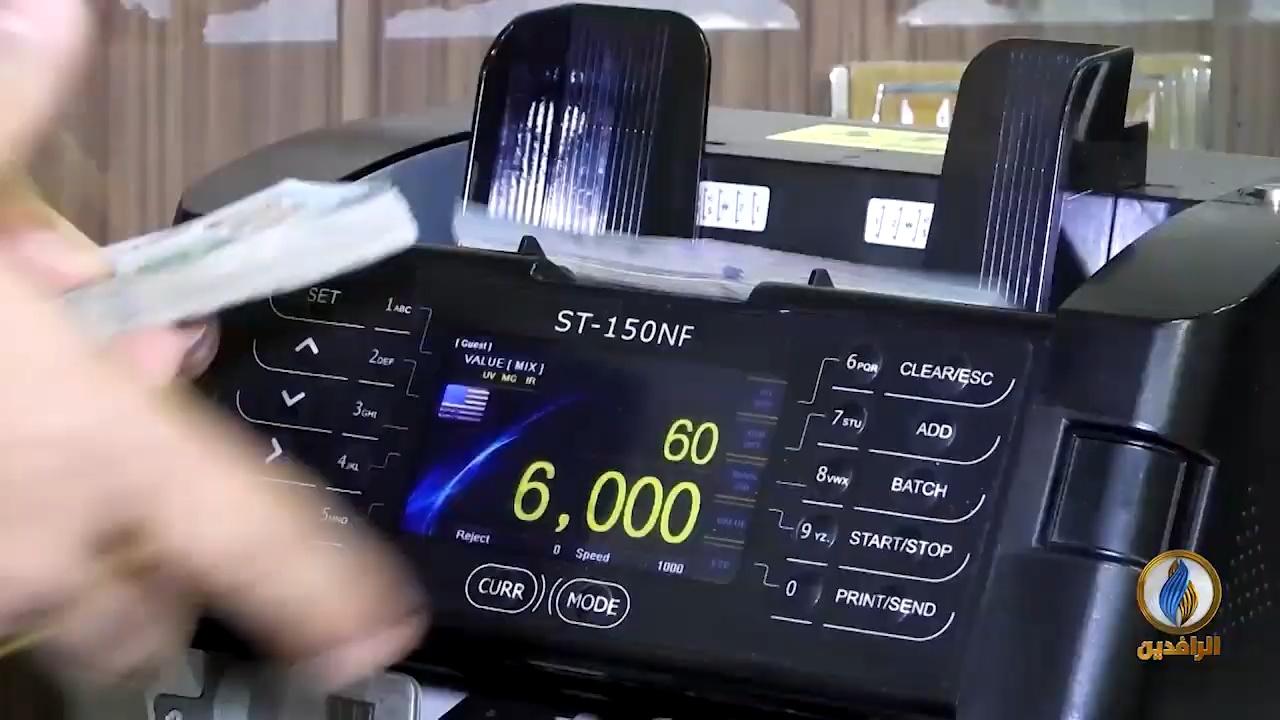 ST-150NF
SET
1ABC
2DEF
3GHI
4JKL
5MNO
[Guest]
VALUE [ MIX ]
UV MG IR
60
6,000
Reject 0 Speed 1000
CURR
MODE
6PQR CLEAR/ESC
7STU ADD
8VWX BATCH
9YZ. START/STOP
0 PRINT/SEND
الرافدين